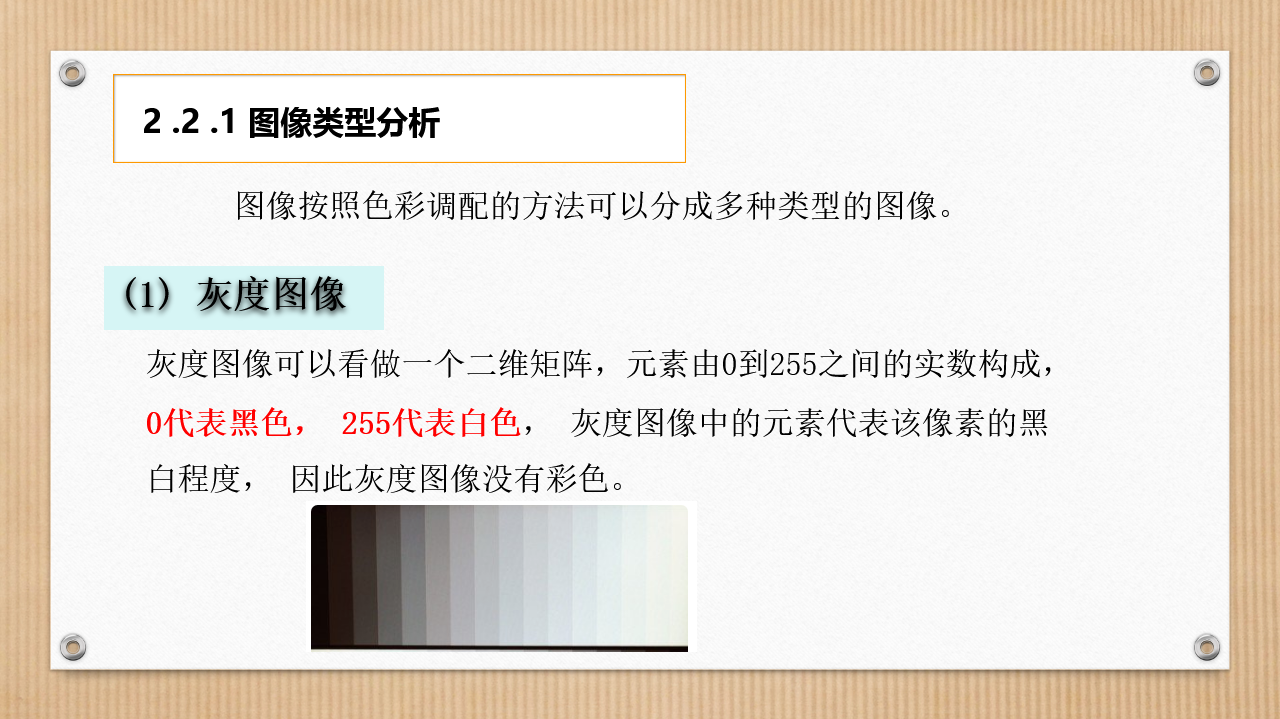 2 .2 .1 图像类型分析
图像按照色彩调配的方法可以分成多种类型的图像。
(1) 灰度图像
灰度图像可以看做一个二维矩阵，元素由0到255之间的实数构成，
0代表黑色， 255代表白色， 灰度图像中的元素代表该像素的黑
白程度， 因此灰度图像没有彩色。